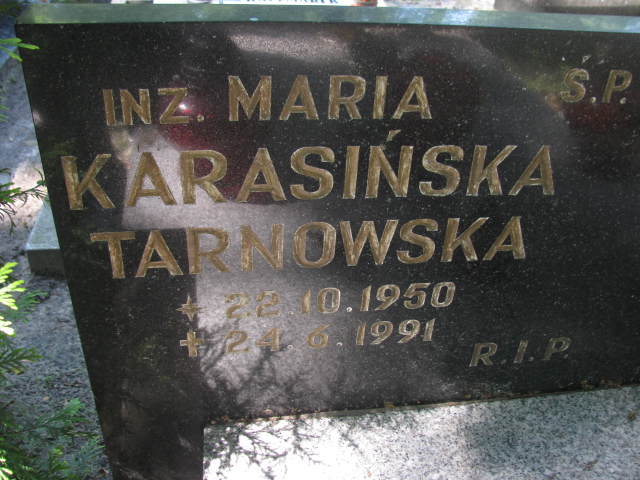 Ś.P.
INŻ. MARIA
KARASIŃSKA
TARNOWSKA
* 22.10.1950
+ 24.6.1991
R.I.P.